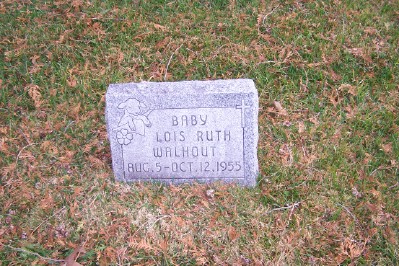 BABY
LOIS RUTH
WALHOUT
AUG. 5 - OCT. 12, 1955